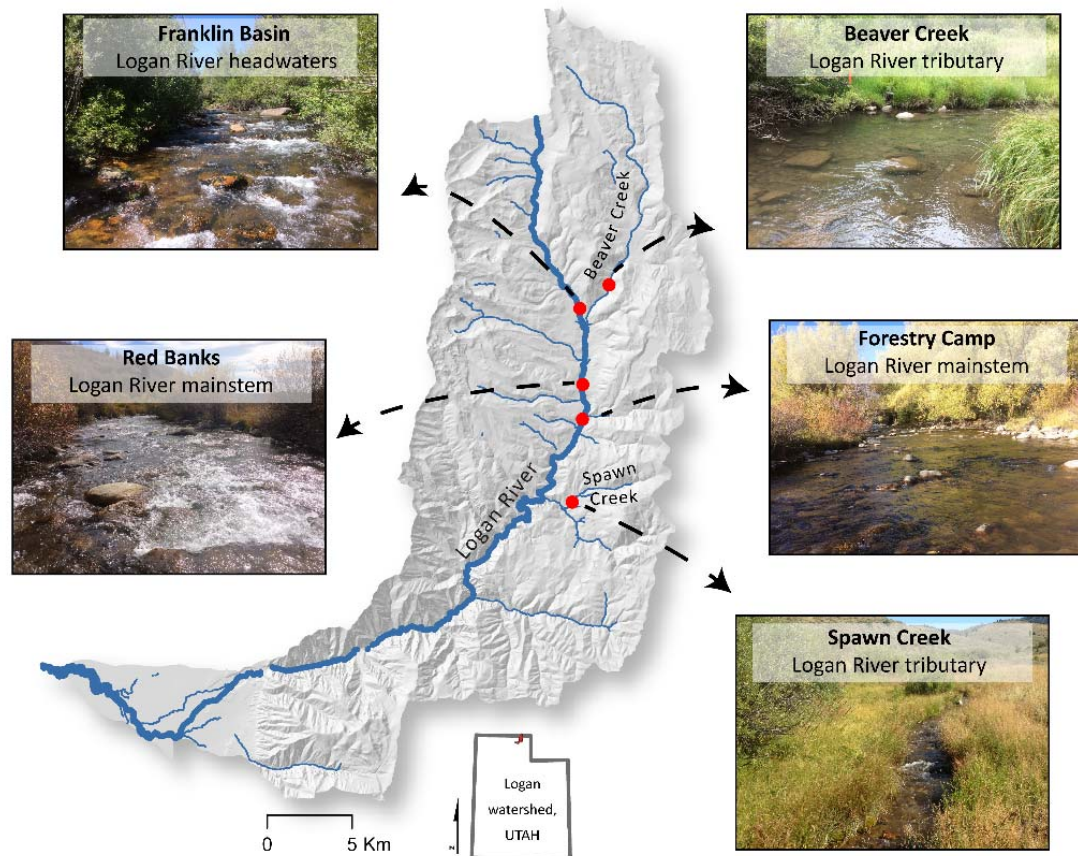 Franklin Basin
Logan River headwaters
Beaver Creek
Logan River tributary
Beaver Creek
Red Banks
Logan River mainstem
Forestry Camp
Logan River mainstem
Logan River
Spawn
Creek
Spawn Creek
Logan River tributary
0 5 Km
N
Logan
watershed,
UTAH